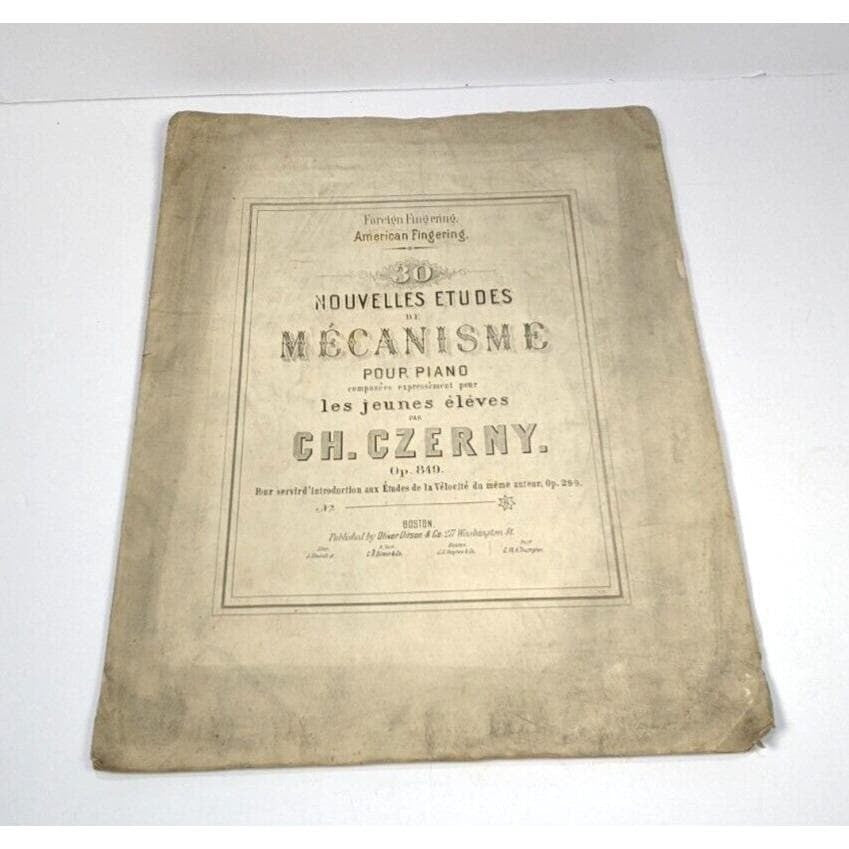 Foreign Fingering.
American Fingering.
30
NOUVELLES ETUDES
DE
MÉCANISME
POUR PIANO
composées expressément pour
les jeunes éléves
PAR
CH. CZERNY.
Op. 849.
Pour servir d'introduction aux Études de la Vélocité du même auteur, Op. 299.
No.
BOSTON.
Published by Oliver Ditson & Co. 277 Washington St.